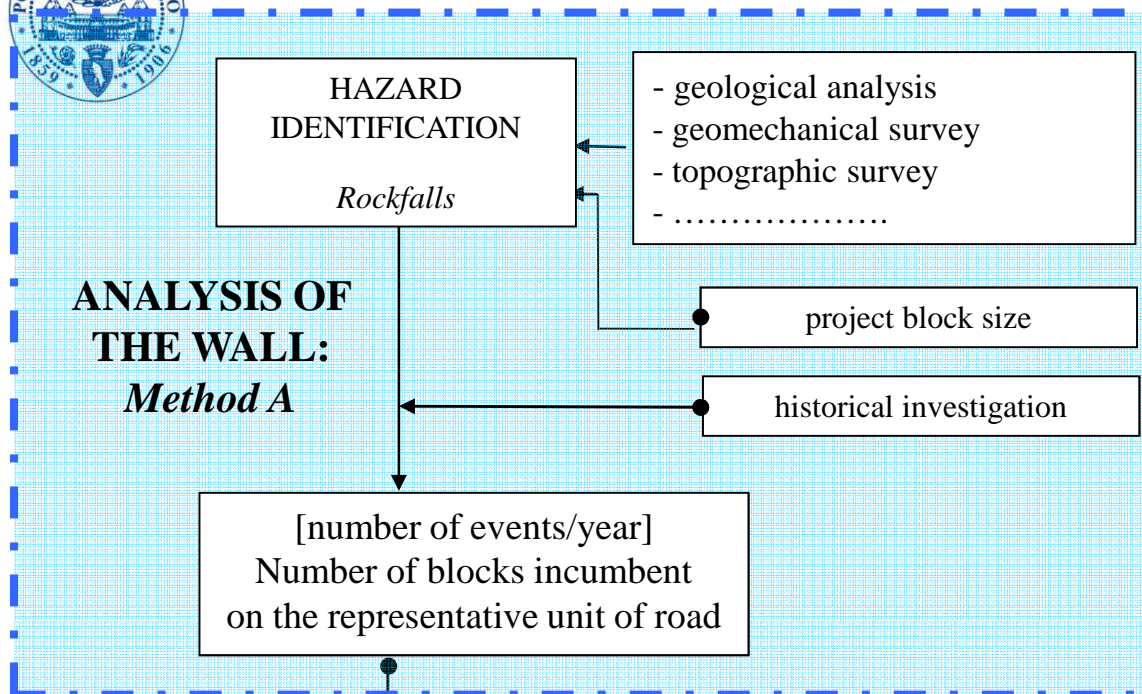 1859
1906
HAZARD
IDENTIFICATION
Rockfalls
- geological analysis
- geomechanical survey
- topographic survey
- ……………….
ANALYSIS OF
THE WALL:
Method A
project block size
historical investigation
[number of events/year]
Number of blocks incumbent
on the representative unit of road